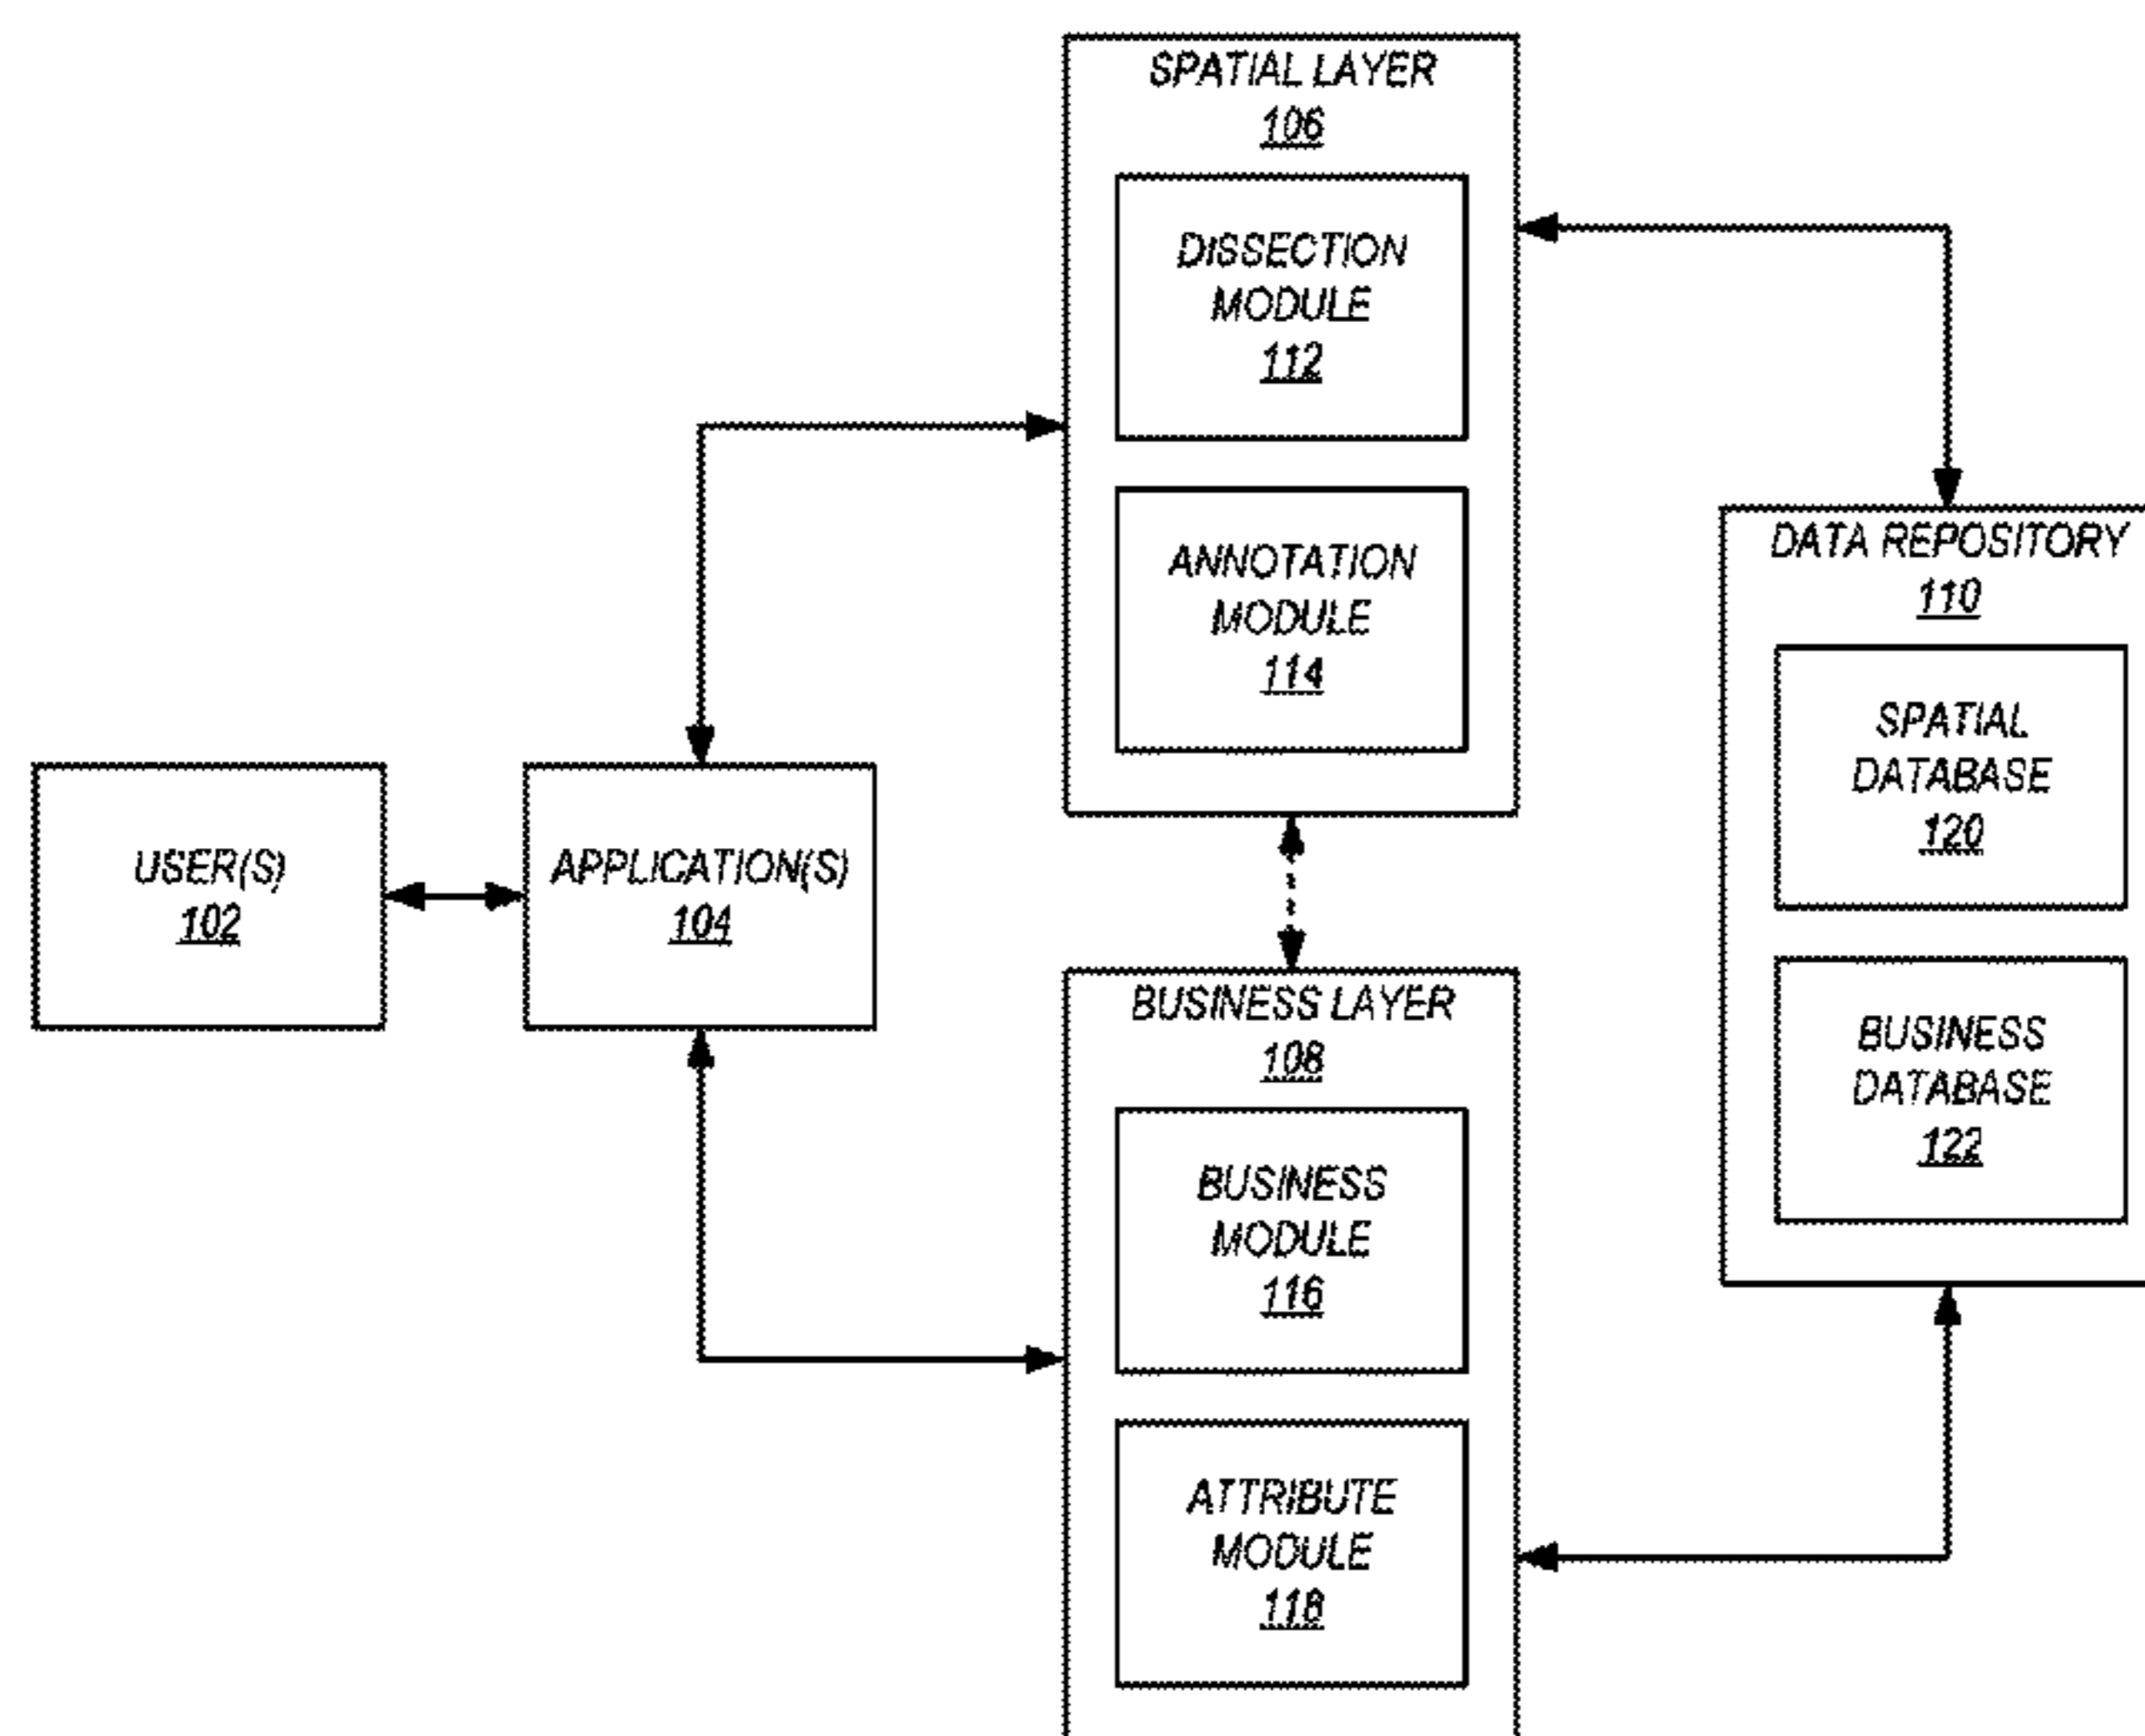 SPATIAL LAYER
106
DISSECTION
MODULE
112
ANNOTATION
MODULE
114
DATA REPOSITORY
110
SPATIAL
DATABASE
120
BUSINESS
DATABASE
122
USER(S)
102
APPLICATION(S)
104
BUSINESS LAYER
108
BUSINESS
MODULE
116
ATTRIBUTE
MODULE
118